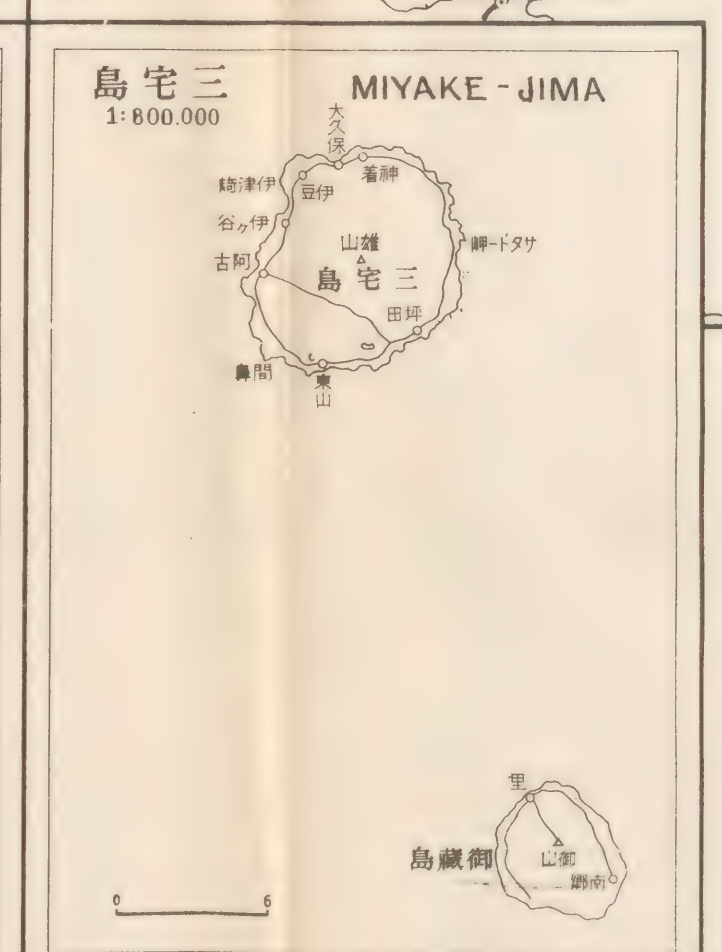 三宅島
MIYAKE-JIMA
1:800.000
大久保
神着
伊豆
伊津崎
伊ヶ谷
雄山
サタドー岬
阿古
三宅島
坪田
間鼻
東山
里
御藏島
御山
南郷
0 6